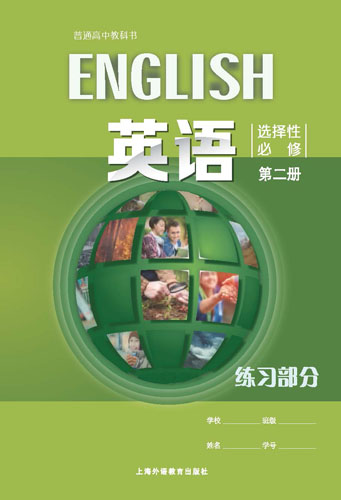 普通高中教科书
ENGLISH
英语
选择性
必修
第二册
练习部分
学校 班级
姓名 学号
上海外语教育出版社